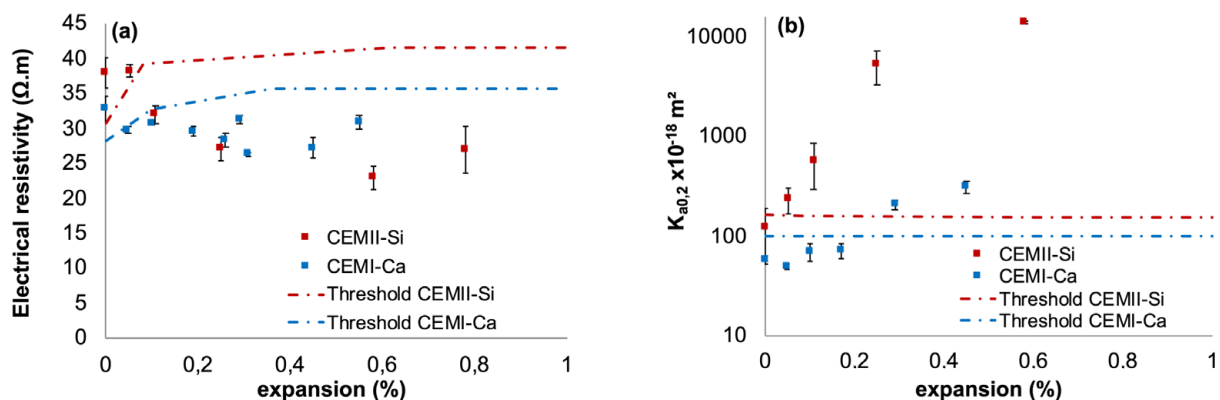 (a)
Electrical resistivity (Ω.m)
45
40
35
30
25
20
15
10
5
0
CEMII-Si
CEMI-Ca
Threshold CEMII-Si
Threshold CEMI-Ca
0 0,2 0,4 0,6 0,8 1
expansion (%)
(b)
Ka0,2 x10-18 m²
10000
1000
100
10
CEMII-Si
CEMI-Ca
Threshold CEMII-Si
Threshold CEMI-Ca
0 0.2 0.4 0.6 0.8 1
expansion (%)